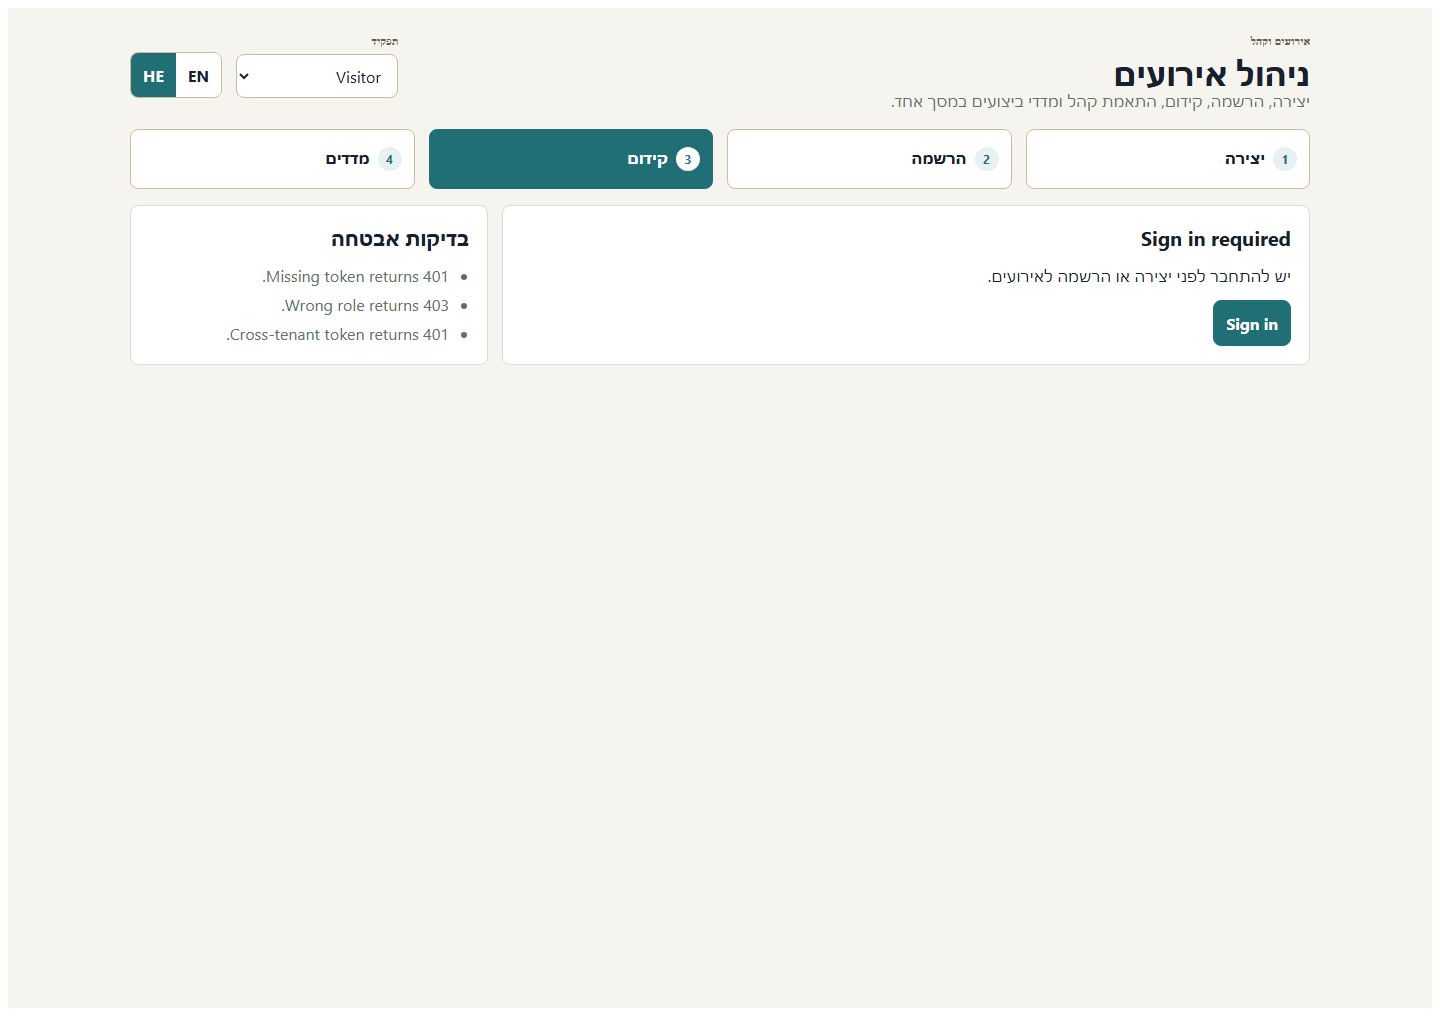 אירועים וקהל
ניהול אירועים
יצירה, הרשמה, קידום, התאמת קהל ומדדי ביצועים במסך אחד.
תפקיד
Visitor
EN
HE
1 יצירה
2 הרשמה
3 קידום
4 מדדים
Sign in required
יש להתחבר לפני יצירה או הרשמה לאירועים.
Sign in
בדיקות אבטחה
Missing token returns 401.
Wrong role returns 403.
Cross-tenant token returns 401.